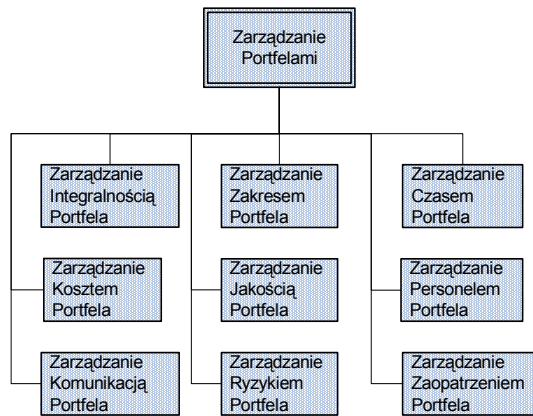 Zarządzanie
Portfelami
Zarządzanie
Integralnością
Portfela
Zarządzanie
Zakresem
Portfela
Zarządzanie
Czasem
Portfela
Zarządzanie
Kosztem
Portfela
Zarządzanie
Jakością
Portfela
Zarządzanie
Personelem
Portfela
Zarządzanie
Komunikacją
Portfela
Zarządzanie
Ryzykiem
Portfela
Zarządzanie
Zaopatrzeniem
Portfela